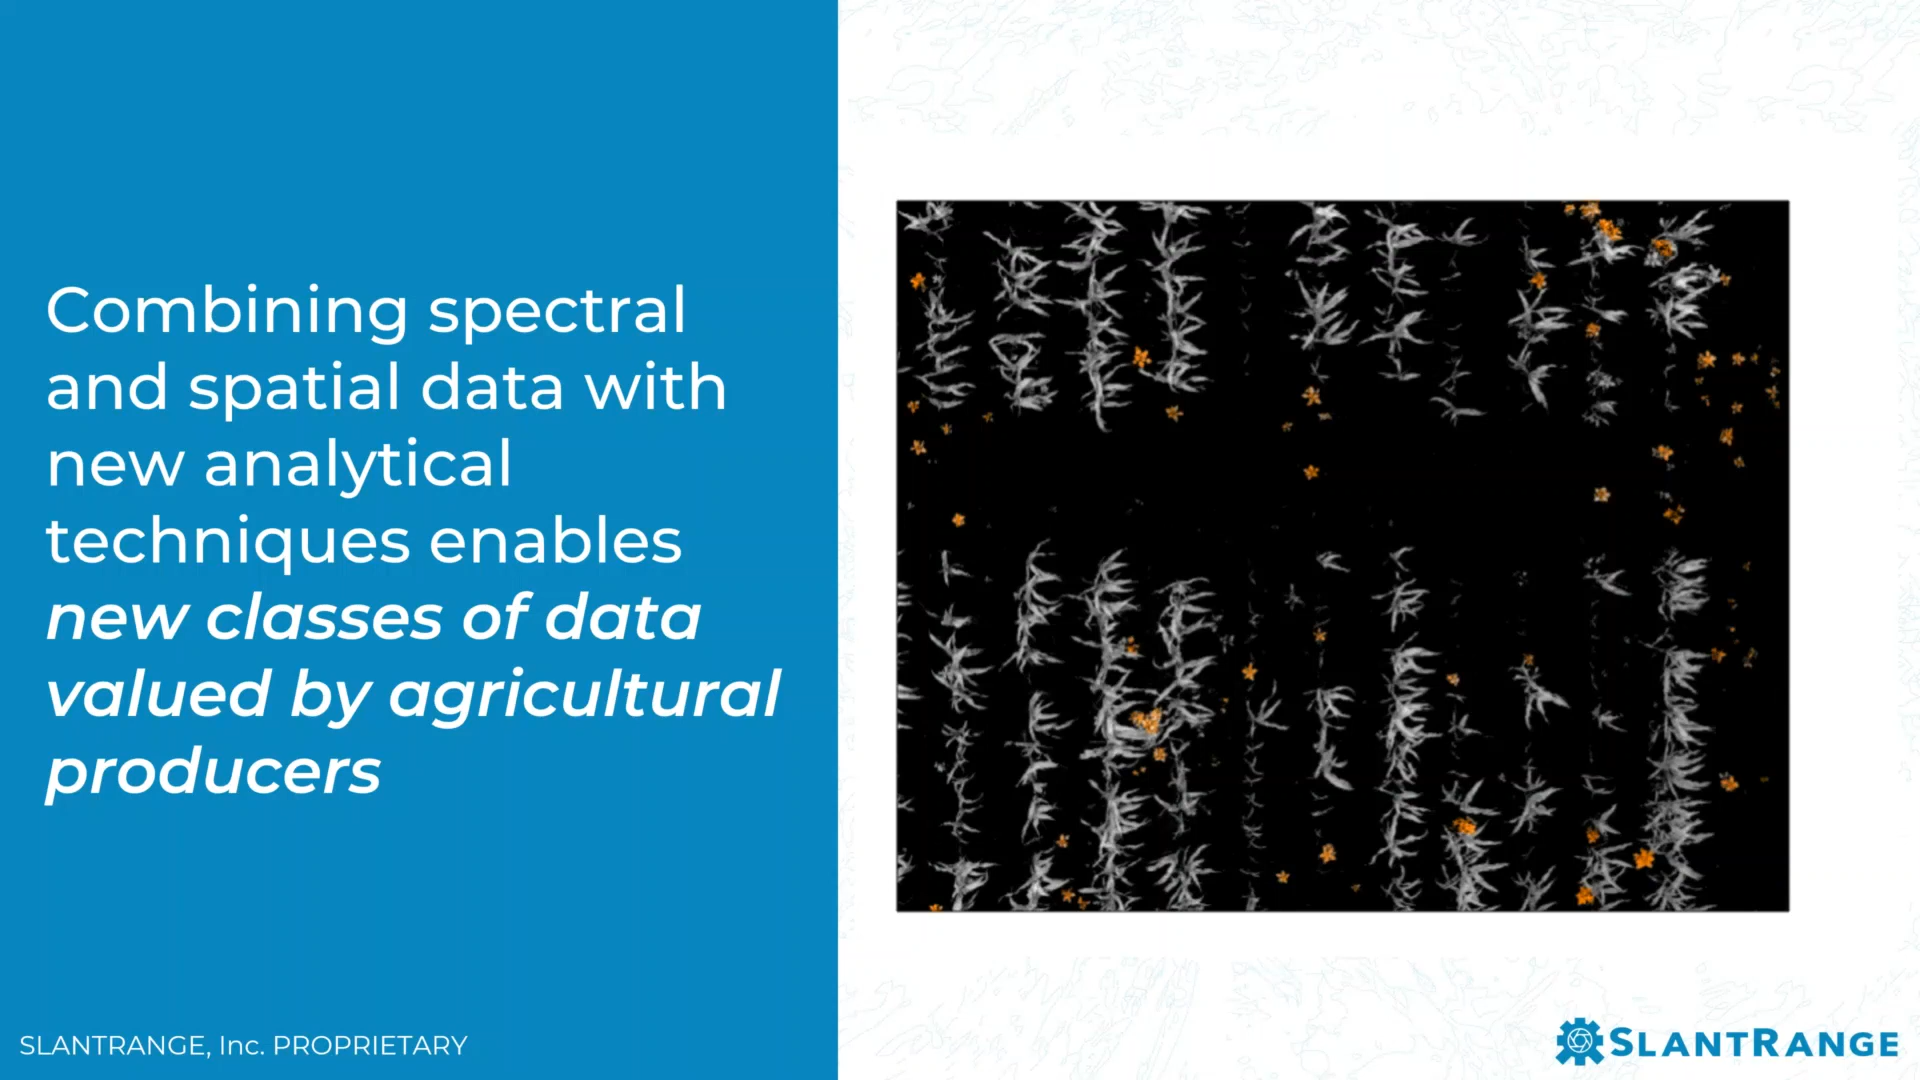 Combining spectral
and spatial data with
new analytical
techniques enables
new classes of data
valued by agricultural
producers
SLANTRANGE, Inc. PROPRIETARY
SLANTRANGE